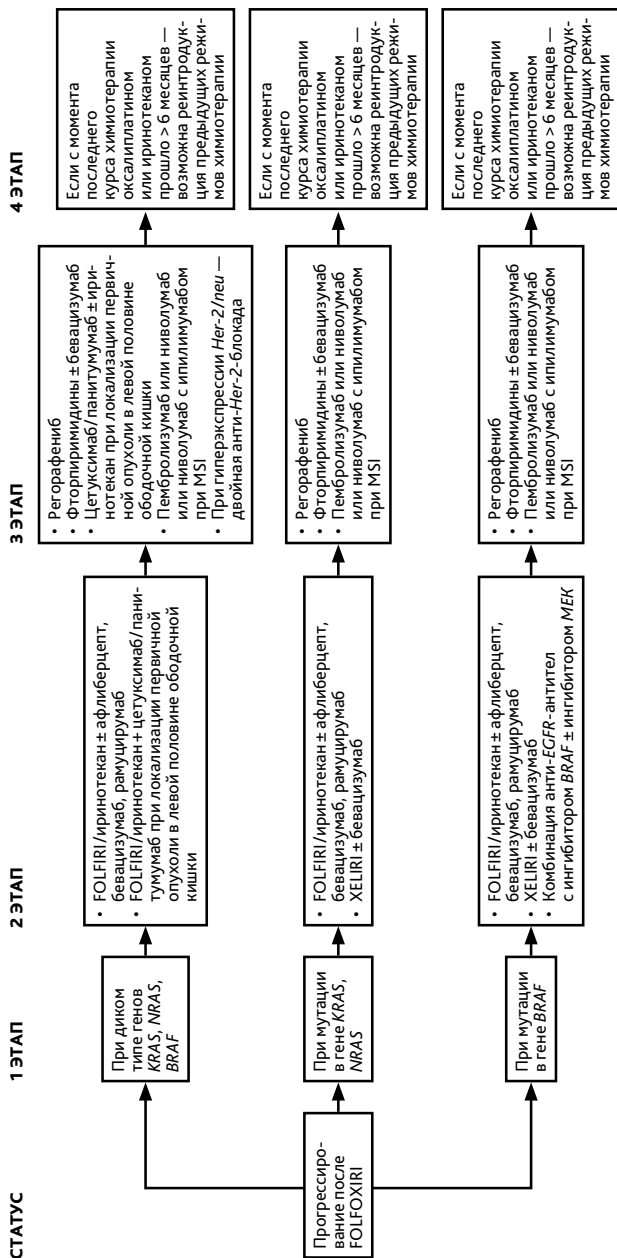 СТАТУС
1 ЭТАП
2 ЭТАП
3 ЭТАП
4 ЭТАП
Прогрессиро-
вание после
FOLFOXIRI
При диком
типе генов
KRAS, NRAS,
BRAF
• FOLFIRI/иринотекан ± афлиберцепт,
бевацизумаб, рамуцирумаб
• FOLFIRI/иринотекан + цетуксимаб/пани-
тумумаб при локализации первичной
опухоли в левой половине ободочной
кишки
• Регорафениб
• Фторпиримидины ± бевацизумаб
• Цетуксимаб/панитумумаб ± ири-
нотекан при локализации первич-
ной опухоли в левой половине
ободочной кишки
• Пембролизумаб или ниволумаб
или ниволумаб с ипилимумабом
при MSI
• При гиперэкспрессии Her-2/neu —
двойная анти-Her-2-блокада
Если с момента
последнего
курса химиотерапии
оксалиплатином
или иринотеканом
прошло > 6 месяцев —
возможна реинтродук-
ция предыдущих режи-
мов химиотерапии
При мутации
в гене KRAS,
NRAS
• FOLFIRI/иринотекан ± афлиберцепт,
бевацизумаб, рамуцирумаб
• XELIRI ± бевацизумаб
• Регорафениб
• Фторпиримидины ± бевацизумаб
• Пембролизумаб или ниволумаб
или ниволумаб с ипилимумабом
при MSI
Если с момента
последнего
курса химиотерапии
оксалиплатином
или иринотеканом
прошло > 6 месяцев —
возможна реинтродук-
ция предыдущих режи-
мов химиотерапии
При мутации
в гене BRAF
• FOLFIRI/иринотекан ± афлиберцепт,
бевацизумаб, рамуцирумаб
• XELIRI ± бевацизумаб
• Комбинация анти-EGFR-антител
с ингибитором BRAF ± ингибитором MEK
• Регорафениб
• Фторпиримидины ± бевацизумаб
• Пембролизумаб или ниволумаб
или ниволумаб с ипилимумабом
при MSI
Если с момента
последнего
курса химиотерапии
оксалиплатином
или иринотеканом
прошло > 6 месяцев —
возможна реинтродук-
ция предыдущих режи-
мов химиотерапии